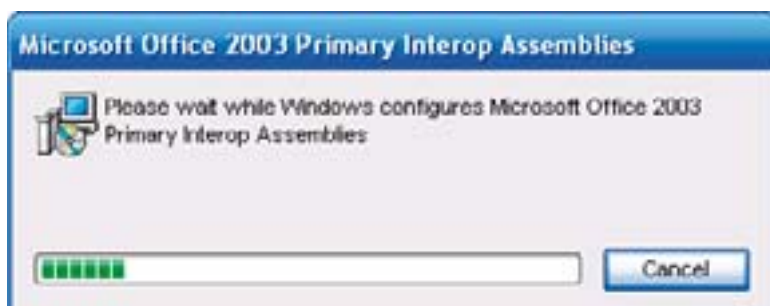 Microsoft Office 2003 Primary Interop Assemblies
Please wait while Windows configures Microsoft Office 2003
Primary Interop Assemblies
Cancel